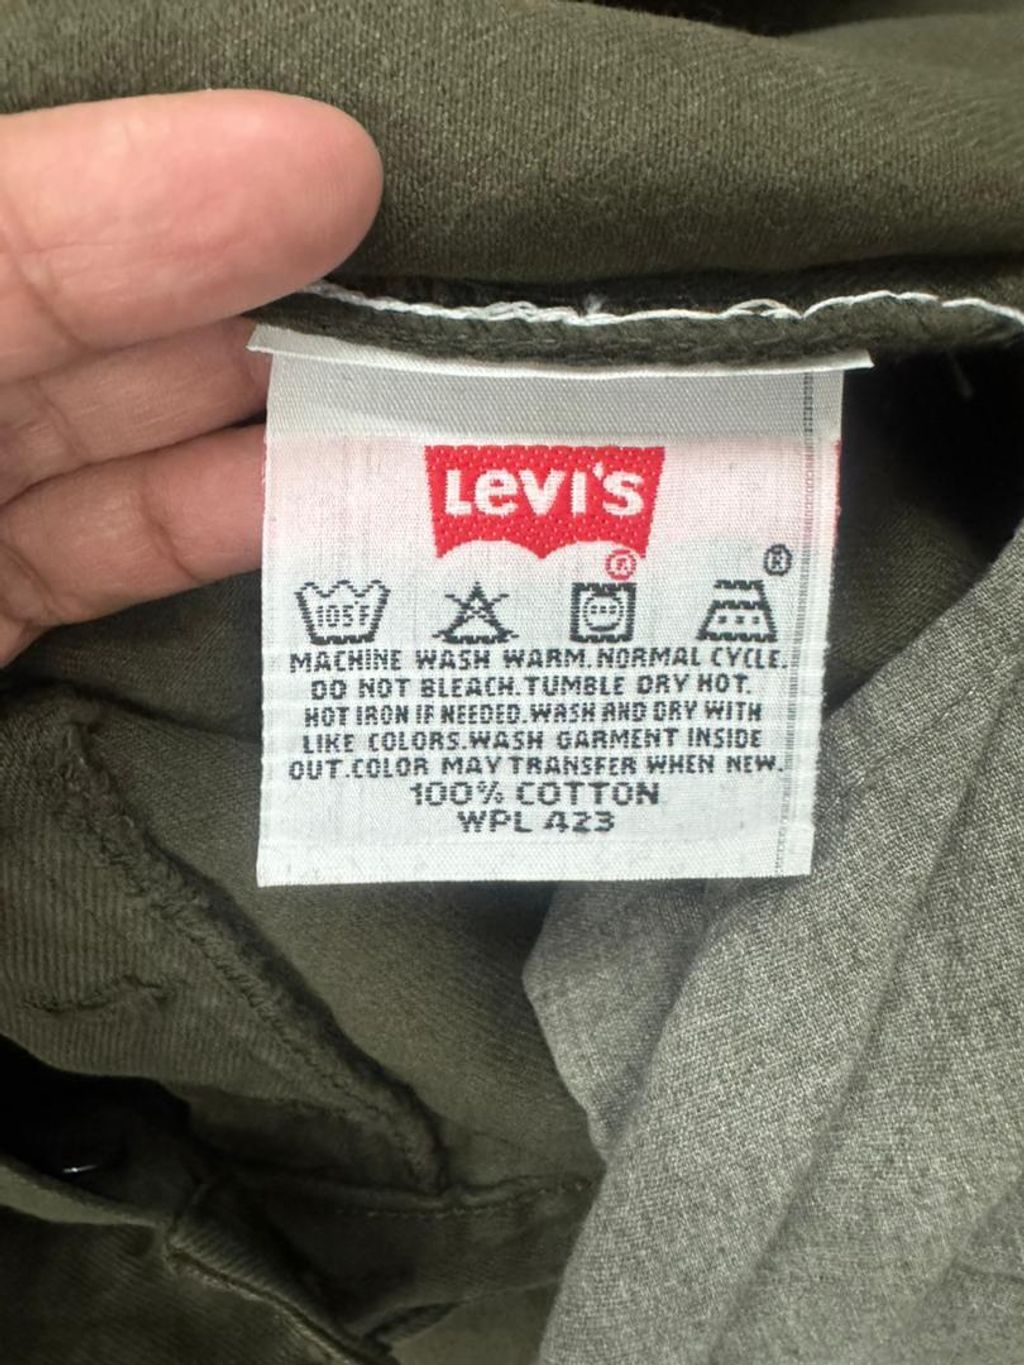 Levi's
®
®
105°F
MACHINE WASH WARM.NORMAL CYCLE.
DO NOT BLEACH.TUMBLE DRY HOT.
HOT IRON IF NEEDED.WASH AND DRY WITH
LIKE COLORS.WASH GARMENT INSIDE
OUT.COLOR MAY TRANSFER WHEN NEW.
100% COTTON
WPL 423